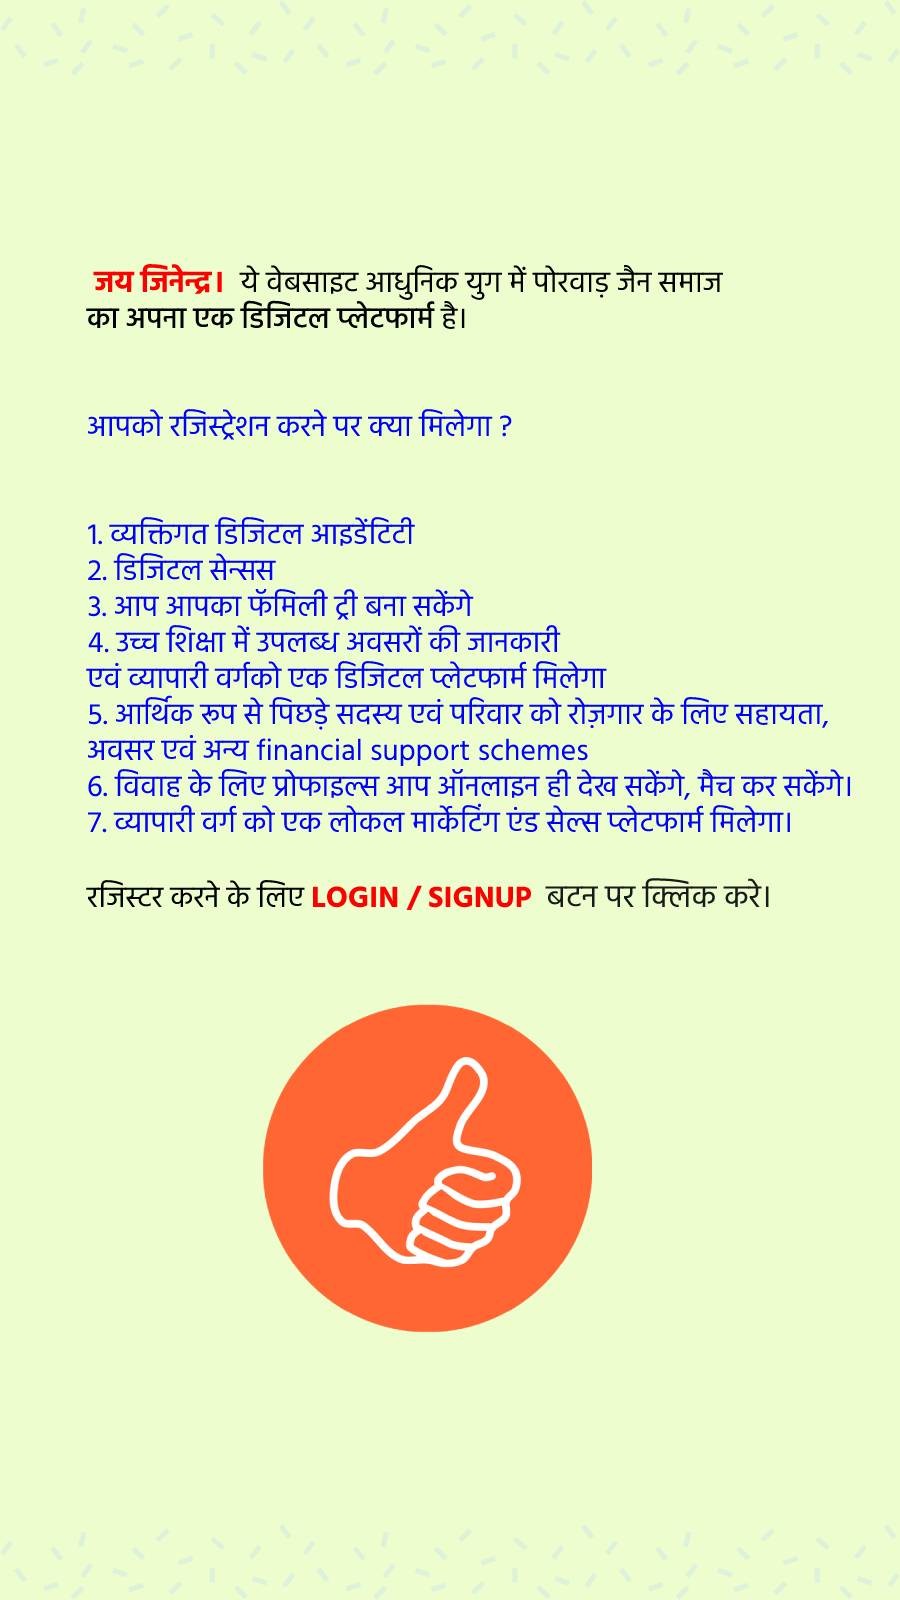 जय जिनेन्द्र। ये वेबसाइट आधुनिक युग में पोरवाड़ जैन समाज
का अपना एक डिजिटल प्लेटफार्म है।
आपको रजिस्ट्रेशन करने पर क्या मिलेगा ?
1. व्यक्तिगत डिजिटल आइडेंटिटी
2. डिजिटल सेन्सस
3. आप आपका फॅमिली ट्री बना सकेंगे
4. उच्च शिक्षा में उपलब्ध अवसरों की जानकारी
एवं व्यापारी वर्गको एक डिजिटल प्लेटफार्म मिलेगा
5. आर्थिक रूप से पिछड़े सदस्य एवं परिवार को रोज़गार के लिए सहायता,
अवसर एवं अन्य financial support schemes
6. विवाह के लिए प्रोफाइल्स आप ऑनलाइन ही देख सकेंगे, मैच कर सकेंगे।
7. व्यापारी वर्ग को एक लोकल मार्केटिंग एंड सेल्स प्लेटफार्म मिलेगा।
रजिस्टर करने के लिए LOGIN / SIGNUP बटन पर क्लिक करे।